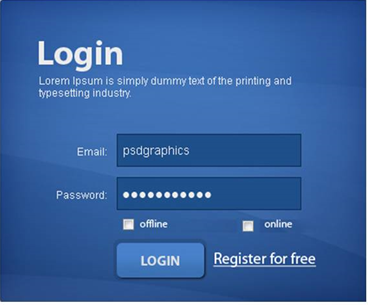 Login
Lorem Ipsum is simply dummy text of the printing and
typesetting industry.
Email: psdgraphics
Password: ●●●●●●●●●●●
offline online
LOGIN Register for free